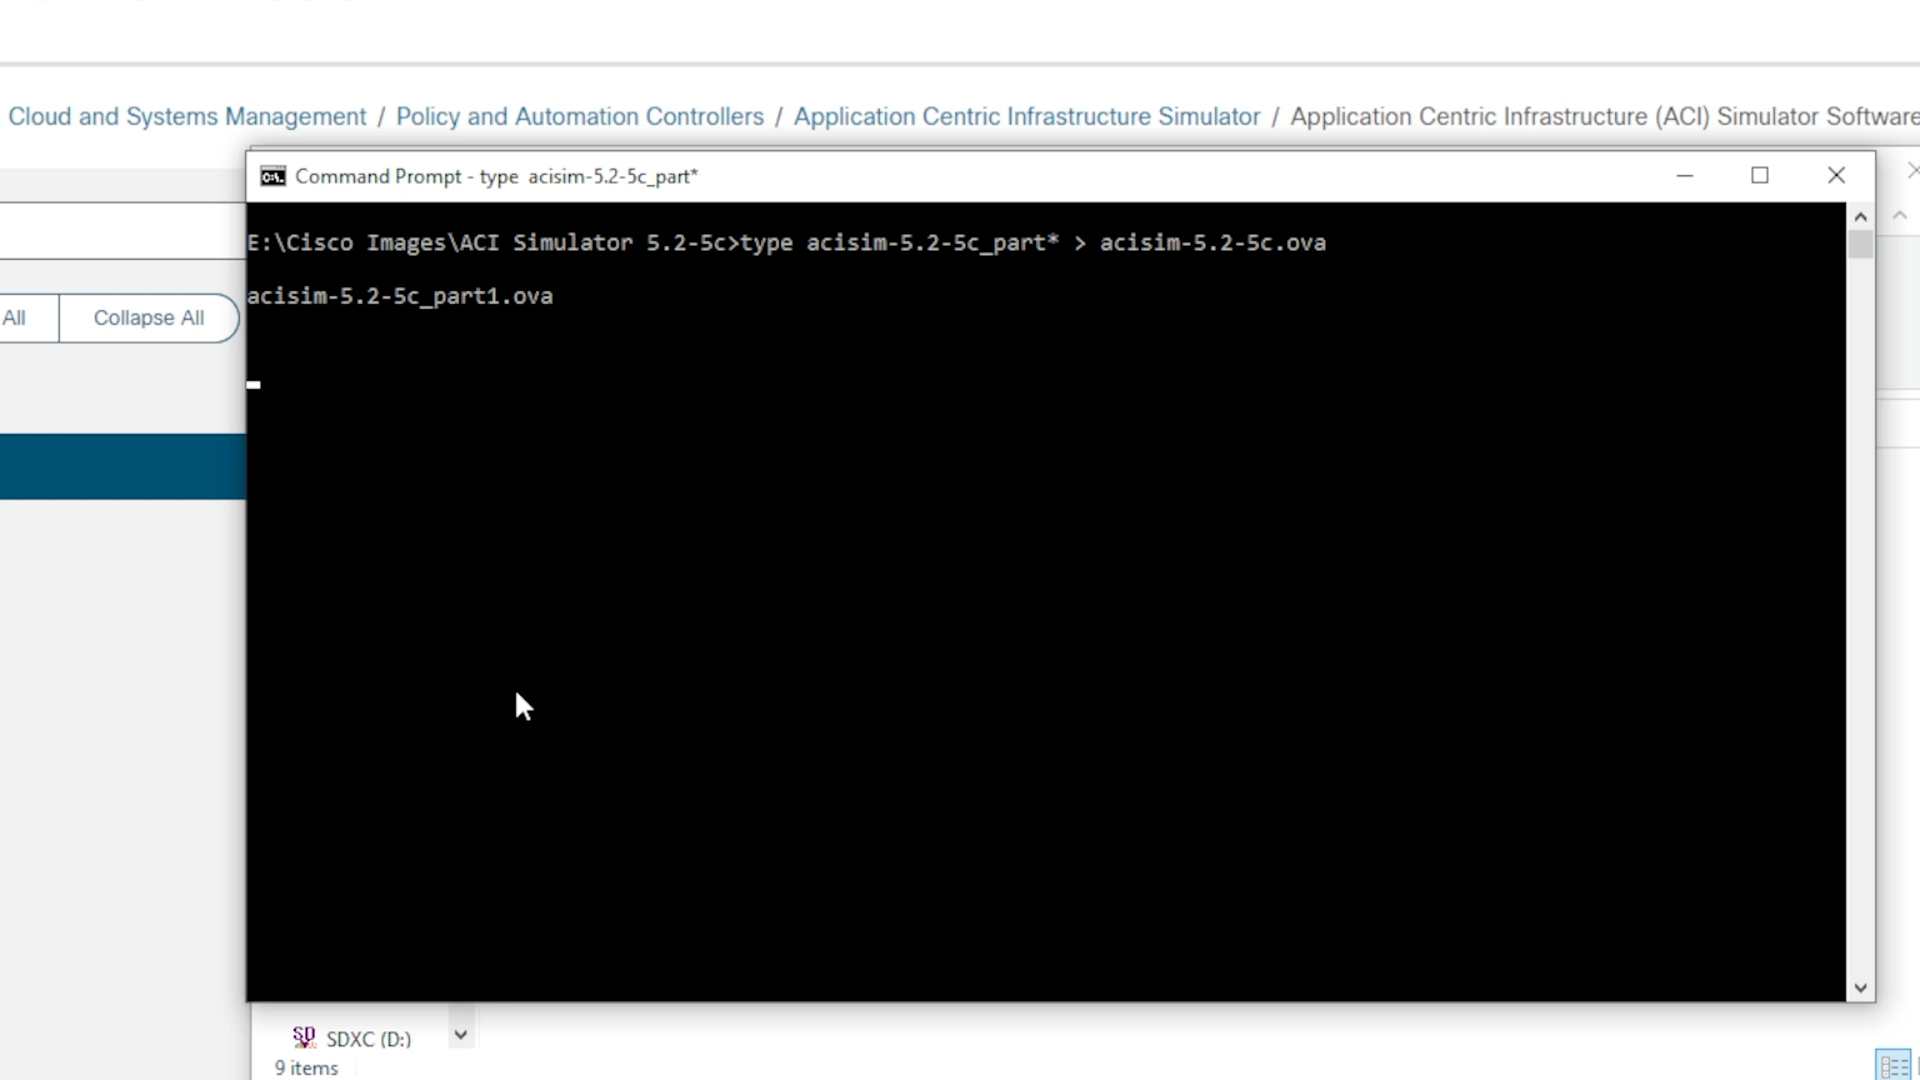 Cloud and Systems Management / Policy and Automation Controllers / Application Centric Infrastructure Simulator / Application Centric Infrastructure (ACI) Simulator Software
Command Prompt - type  acisim-5.2-5c_part*
E:\Cisco Images\ACI Simulator 5.2-5c>type acisim-5.2-5c_part* > acisim-5.2-5c.ova
acisim-5.2-5c_part1.ova
All
Collapse All
SDXC (D:)
9 items